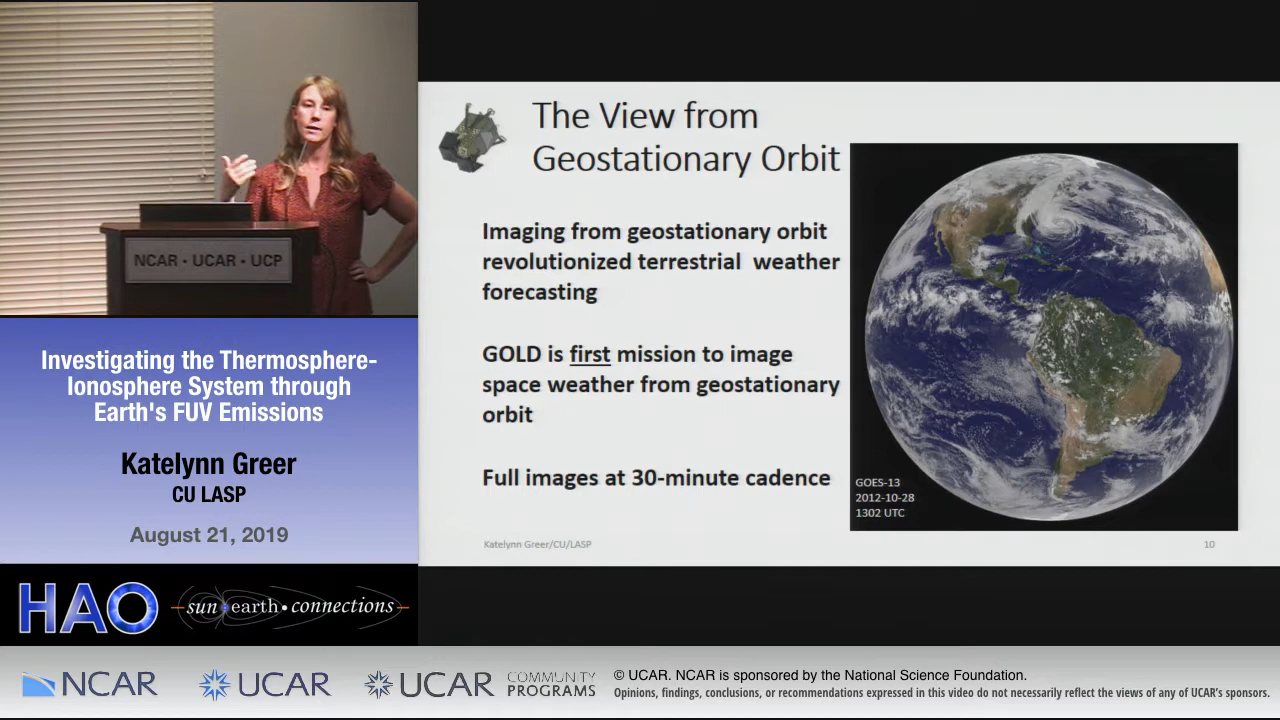 The View from
Geostationary Orbit
Imaging from geostationary orbit
revolutionized terrestrial weather
forecasting
GOLD is first mission to image
space weather from geostationary
orbit
Full images at 30-minute cadence
GOES-13
2012-10-28
1302 UTC
Katelynn Greer/CU/LASP
10
NCAR • UCAR • UCP
Investigating the Thermosphere-
Ionosphere System through
Earth's FUV Emissions
Katelynn Greer
CU LASP
August 21, 2019
HAO
sun • earth • connections
NCAR
UCAR
UCAR
COMMUNITY
PROGRAMS
© UCAR. NCAR is sponsored by the National Science Foundation.
Opinions, findings, conclusions, or recommendations expressed in this video do not necessarily reflect the views of any of UCAR's sponsors.